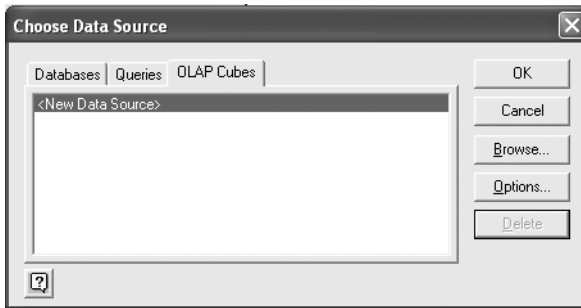 Choose Data Source
Databases Queries OLAP Cubes
<New Data Source>
OK
Cancel
Browse...
Options...
Delete